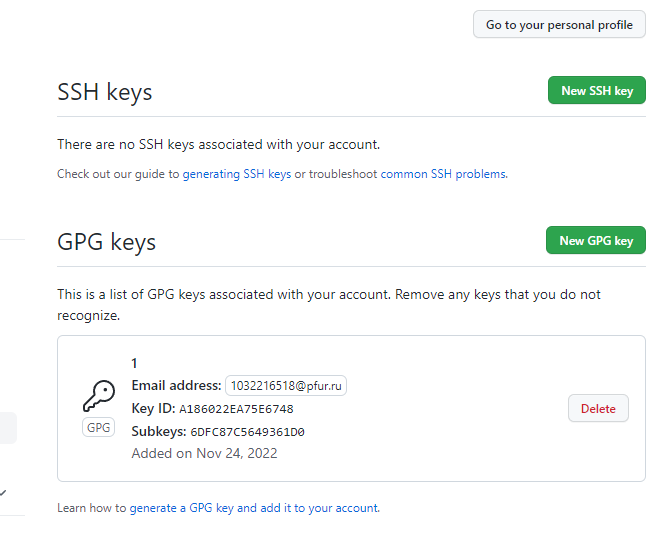 Go to your personal profile
SSH keys
New SSH key
There are no SSH keys associated with your account.
Check out our guide to generating SSH keys or troubleshoot common SSH problems.
GPG keys
New GPG key
This is a list of GPG keys associated with your account. Remove any keys that you do not
recognize.
1
Email address: 1032216518@pfur.ru
Key ID: A186022EA75E6748
GPG
Subkeys: 6DFC87C5649361D0
Added on Nov 24, 2022
Delete
Learn how to generate a GPG key and add it to your account.